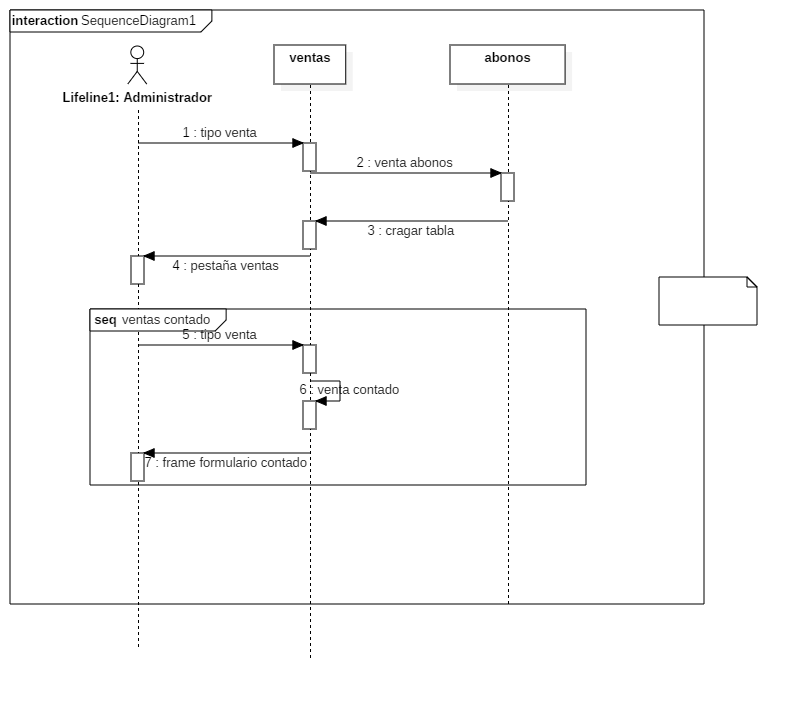 interaction SequenceDiagram1
ventas
abonos
Lifeline1: Administrador
1 : tipo venta
2 : venta abonos
3 : cragar tabla
4 : pestaña ventas
seq ventas contado
5 : tipo venta
6 : venta contado
7 : frame formulario contado